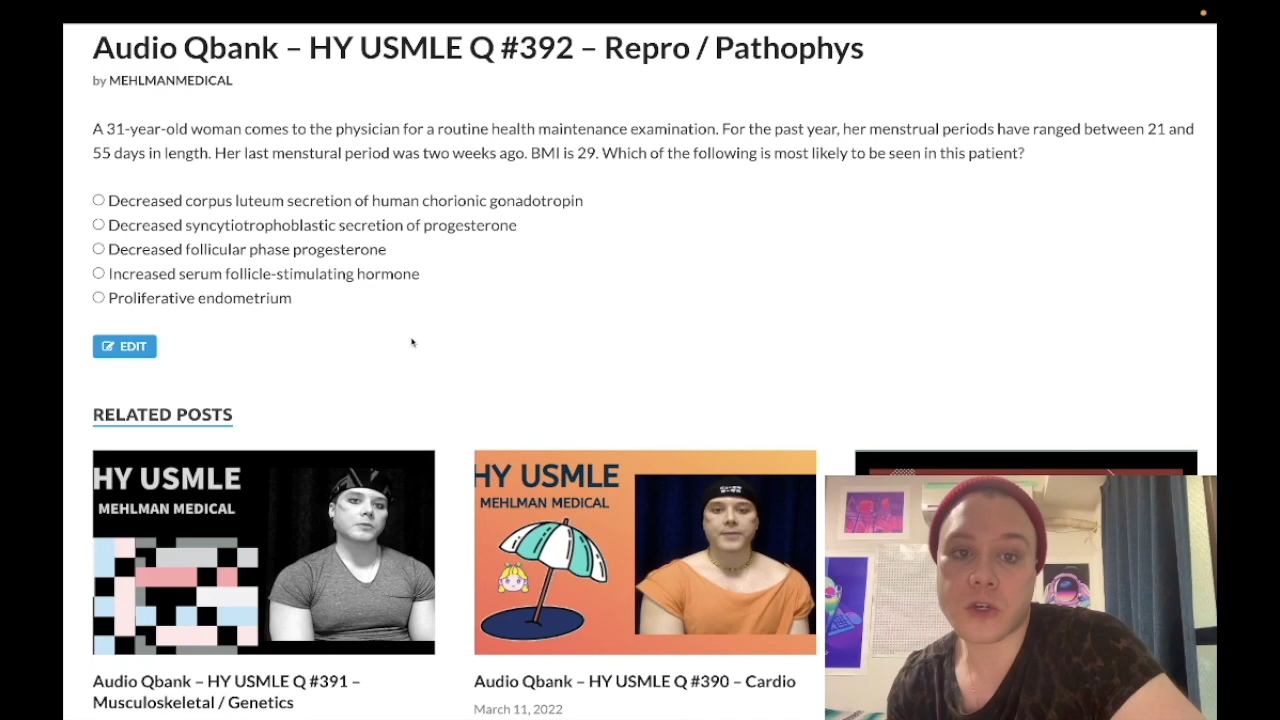 Audio Qbank – HY USMLE Q #392 – Repro / Pathophys
by MEHLMANMEDICAL
A 31-year-old woman comes to the physician for a routine health maintenance examination. For the past year, her menstrual periods have ranged between 21 and
55 days in length. Her last menstural period was two weeks ago. BMI is 29. Which of the following is most likely to be seen in this patient?
Decreased corpus luteum secretion of human chorionic gonadotropin
Decreased syncytiotrophoblastic secretion of progesterone
Decreased follicular phase progesterone
Increased serum follicle-stimulating hormone
Proliferative endometrium
EDIT
RELATED POSTS
HY USMLE
MEHLMAN MEDICAL
HY USMLE
MEHLMAN MEDICAL
Audio Qbank – HY USMLE Q #391 –
Musculoskeletal / Genetics
Audio Qbank – HY USMLE Q #390 – Cardio
March 11, 2022